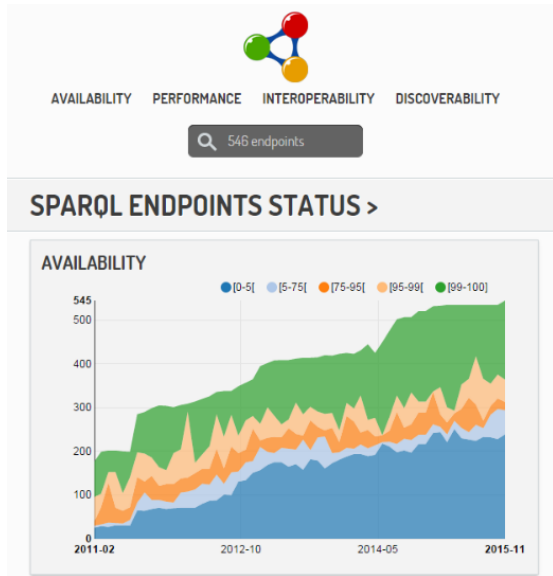 AVAILABILITY PERFORMANCE INTEROPERABILITY DISCOVERABILITY
546 endpoints
SPARQL ENDPOINTS STATUS >
AVAILABILITY
[0-5[ [5-75[ [75-95[ [95-99[ [99-100]
545
500
400
300
200
100
0
2011-02 2012-10 2014-05 2015-11